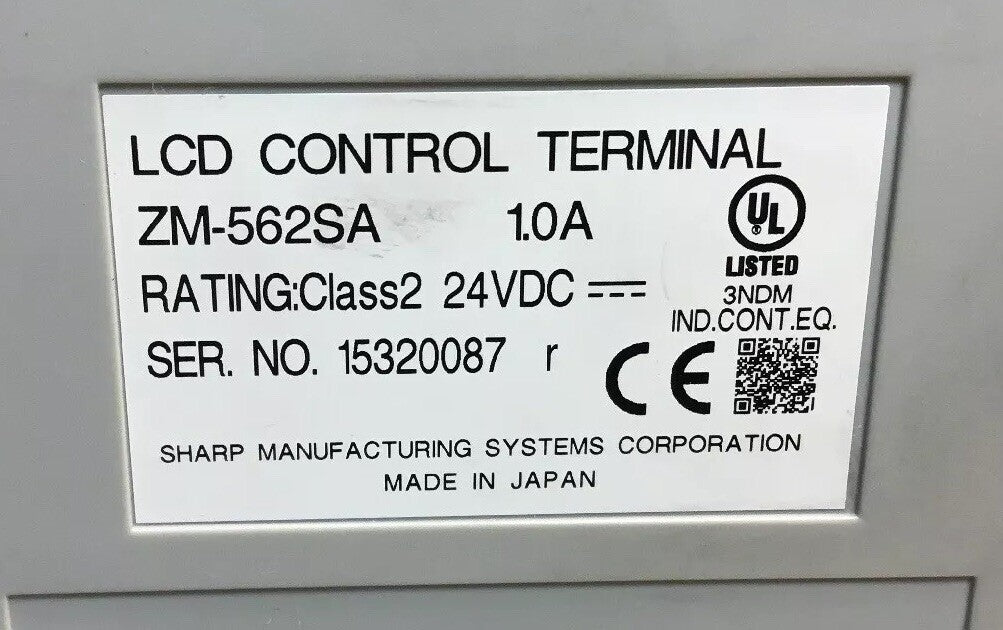 LCD CONTROL TERMINAL
ZM-562SA 1.0A
UL
LISTED
RATING:Class2 24VDC ⎓
3NDM
IND.CONT.EQ.
SER. NO. 15320087 r
CE
SHARP MANUFACTURING SYSTEMS CORPORATION
MADE IN JAPAN